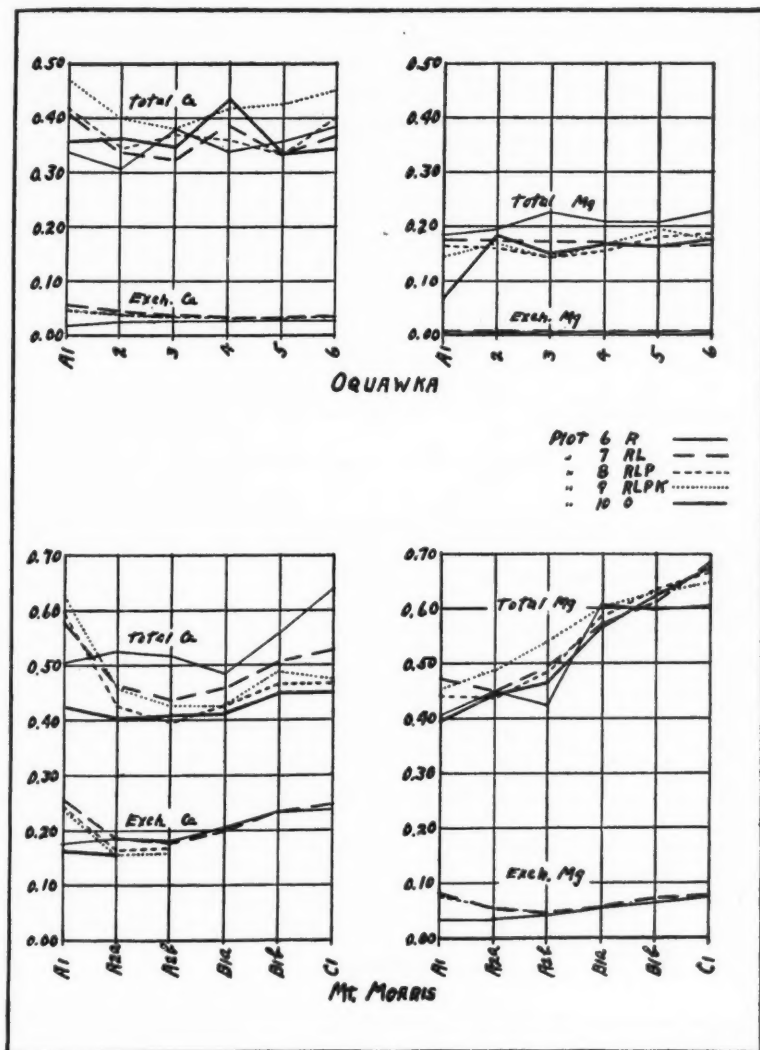 0.50
0.40
0.30
0.20
0.10
0.00
Total Ca
Exch. Ca
A1 2 3 4 5 6
0.50
0.40
0.30
0.20
0.10
0.00
Total Mg
Exch. Mg
A1 2 3 4 5 6
OQUAWKA
PLOT 6 R
" 7 RL
" 8 RLP
" 9 RLPK
" 10 O
0.70
0.60
0.50
0.40
0.30
0.20
0.10
0.00
Total Ca
Exch. Ca
A1 A2a A2b B1a B1b C1
0.70
0.60
0.50
0.40
0.30
0.20
0.10
0.00
Total Mg
Exch. Mg
A1 A2a A2b B1a B1b C1
Mt. MORRIS